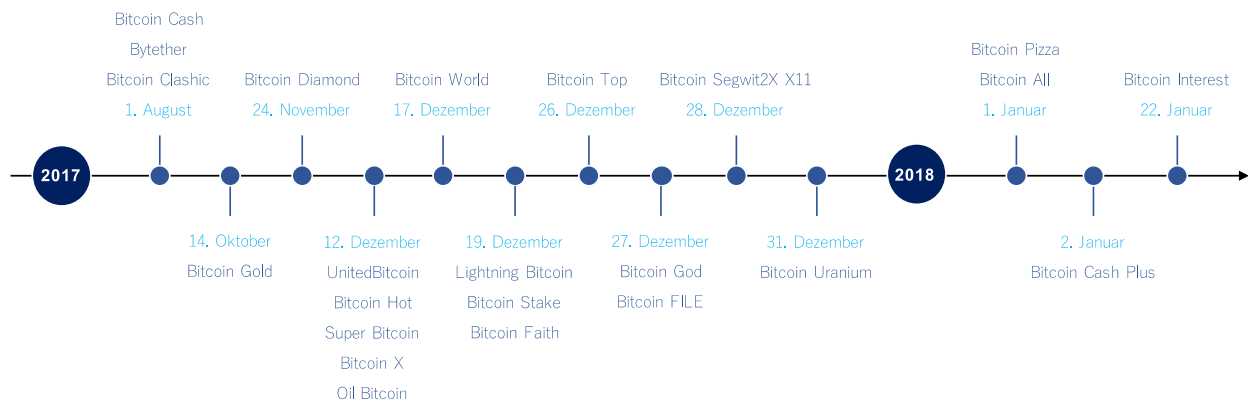 Bitcoin Cash
Bytether
Bitcoin Clashic
1. August
Bitcoin Diamond
24. November
Bitcoin World
17. Dezember
Bitcoin Top
26. Dezember
Bitcoin Segwit2X X11
28. Dezember
Bitcoin Pizza
Bitcoin All
1. Januar
Bitcoin Interest
22. Januar
2017
2018
14. Oktober
Bitcoin Gold
12. Dezember
UnitedBitcoin
Bitcoin Hot
Super Bitcoin
Bitcoin X
Oil Bitcoin
19. Dezember
Lightning Bitcoin
Bitcoin Stake
Bitcoin Faith
27. Dezember
Bitcoin God
Bitcoin FILE
31. Dezember
Bitcoin Uranium
2. Januar
Bitcoin Cash Plus